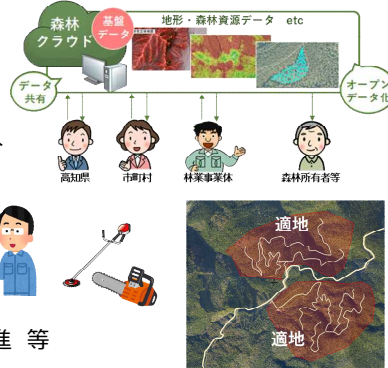 森林
クラウド
基盤
データ
地形・森林資源データ etc
データ
共有
オープン
データ化
高知県
市町村
林業事業体
森林所有者等
適地
適地
進 等